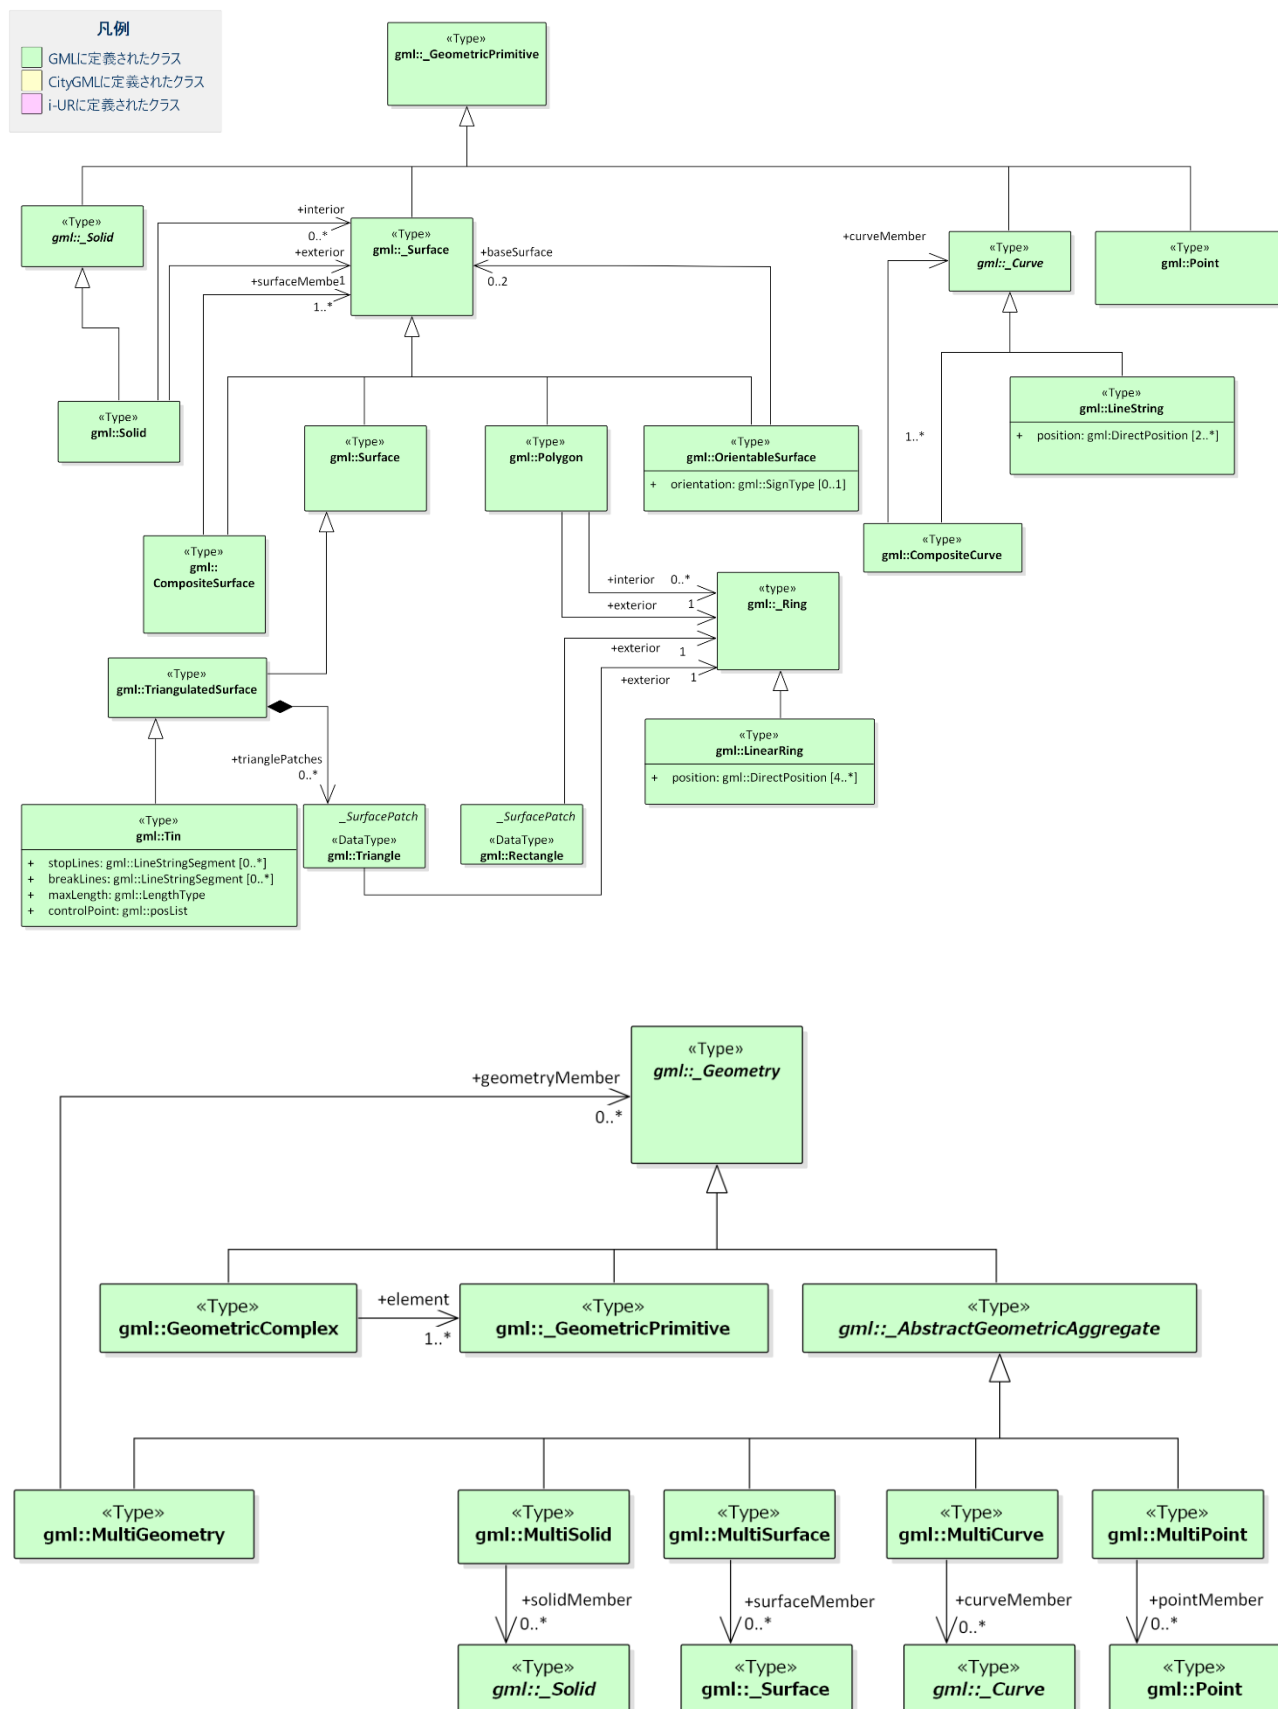 凡例
GMLに定義されたクラス
CityGMLに定義されたクラス
i-URに定義されたクラス
«Type»
gml::_GeometricPrimitive
«Type»
gml::_Solid
+interior
0..*
+exterior
+surfaceMembe1
1..*
«Type»
gml::_Surface
+baseSurface
0..2
+curveMember
«Type»
gml::_Curve
«Type»
gml::Point
«Type»
gml::Solid
«Type»
gml::Surface
«Type»
gml::Polygon
«Type»
gml::OrientableSurface
+ orientation: gml::SignType [0..1]
1..*
«Type»
gml::LineString
+ position: gml:DirectPosition [2..*]
«Type»
gml::CompositeCurve
«Type»
gml::
CompositeSurface
+interior 0..*
+exterior 1
+exterior 1
+exterior 1
«type»
gml::_Ring
«Type»
gml::TriangulatedSurface
+trianglePatches
0..*
«Type»
gml::LinearRing
+ position: gml::DirectPosition [4..*]
«Type»
gml::Tin
+ stopLines: gml::LineStringSegment [0..*]
+ breakLines: gml::LineStringSegment [0..*]
+ maxLength: gml::LengthType
+ controlPoint: gml::posList
_SurfacePatch
«DataType»
gml::Triangle
_SurfacePatch
«DataType»
gml::Rectangle
+geometryMember
0..*
«Type»
gml::_Geometry
«Type»
gml::GeometricComplex
+element
1..*
«Type»
gml::_GeometricPrimitive
«Type»
gml::_AbstractGeometricAggregate
«Type»
gml::MultiGeometry
«Type»
gml::MultiSolid
«Type»
gml::MultiSurface
«Type»
gml::MultiCurve
«Type»
gml::MultiPoint
+solidMember
0..*
+surfaceMember
0..*
+curveMember
0..*
+pointMember
0..*
«Type»
gml::_Solid
«Type»
gml::_Surface
«Type»
gml::_Curve
«Type»
gml::Point